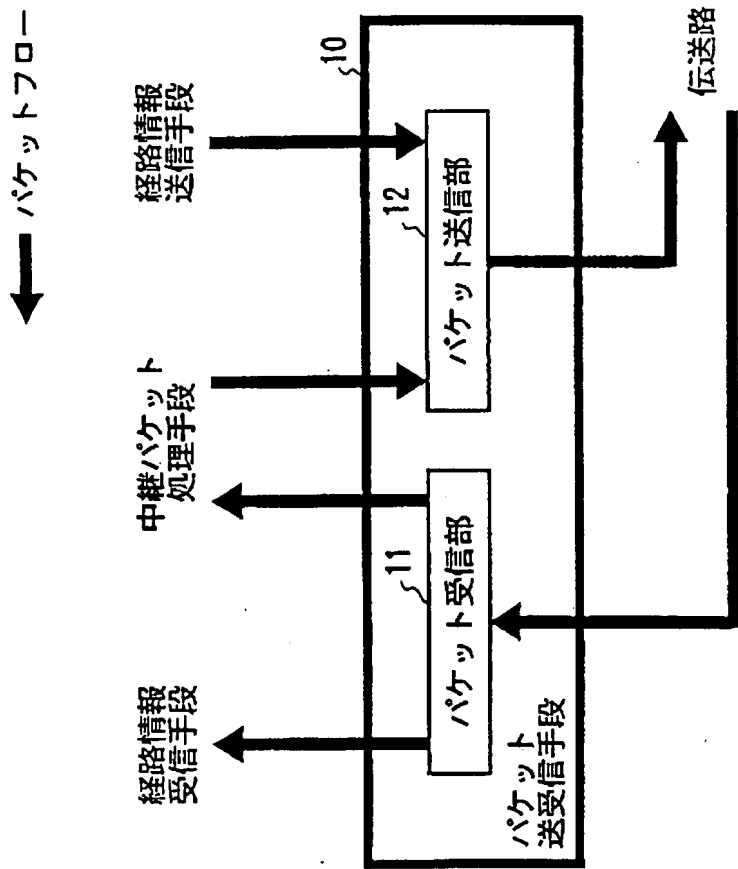 パケットフロー
経路情報
受信手段
中継パケット
処理手段
経路情報
送信手段
10
11
パケット受信部
12
パケット送信部
パケット
送受信手段
伝送路